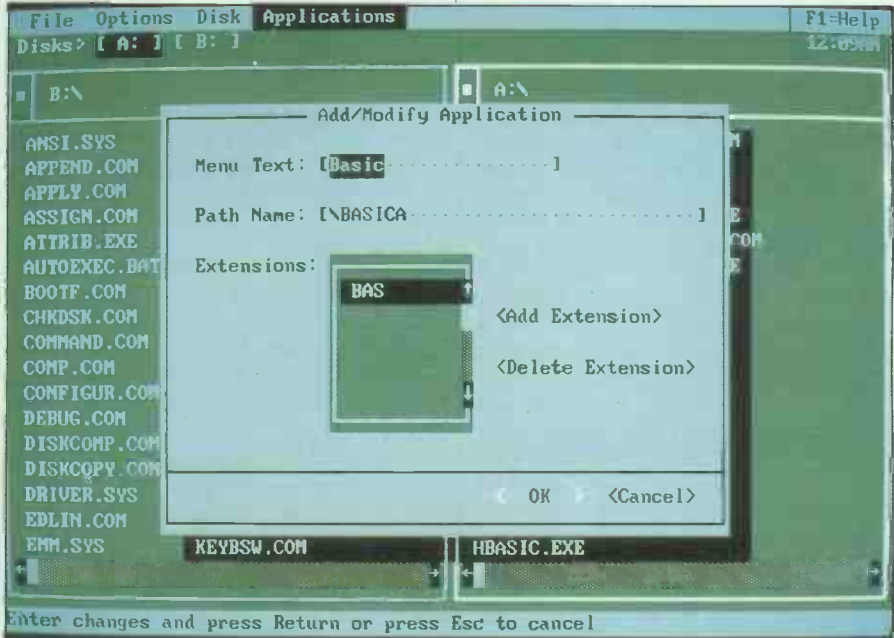 File Options Disk Applications F1=Help
Disks: [ A: ] [ B: ] 12:09AM
B:\ A:\
Add/Modify Application
ANSI.SYS
APPEND.COM Menu Text: [Basic ]
APPLY.COM
ASSIGN.COM Path Name: [\BASICA ] E
ATTRIB.EXE COM
AUTOEXEC.BAT Extensions: E
BOOTF.COM BAS
CHKDSK.COM <Add Extension>
COMMAND.COM
COMP.COM <Delete Extension>
CONFIGUR.COM
DEBUG.COM
DISKCOMP.COM
DISKCOPY.COM
DRIVER.SYS < OK > <Cancel>
EDLIN.COM
EMM.SYS KEYBSW.COM HBASIC.EXE
Enter changes and press Return or press Esc to cancel